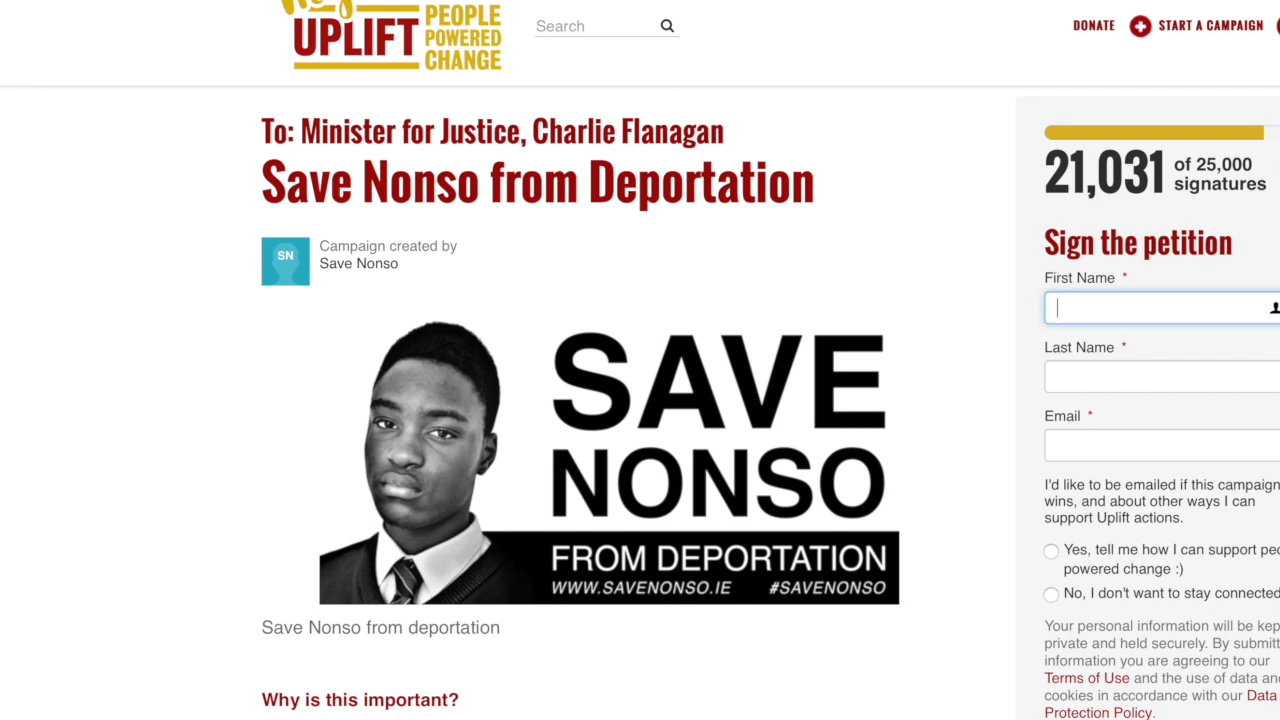 UPLIFT
PEOPLE
POWERED
CHANGE
Search
DONATE
START A CAMPAIGN
To: Minister for Justice, Charlie Flanagan
Save Nonso from Deportation
SN
Campaign created by
Save Nonso
SAVE
NONSO
FROM DEPORTATION
WWW.SAVENONSO.IE #SAVENONSO
Save Nonso from deportation
Why is this important?
21,031 of 25,000
signatures
Sign the petition
First Name *
Last Name *
Email *
I'd like to be emailed if this campaign
wins, and about other ways I can
support Uplift actions.
Yes, tell me how I can support
powered change :)
No, I don't want to stay connected
Your personal information will be
private and held securely. By
information you are agreeing to our
Terms of Use and the use of data
cookies in accordance with our Data
Protection Policy.